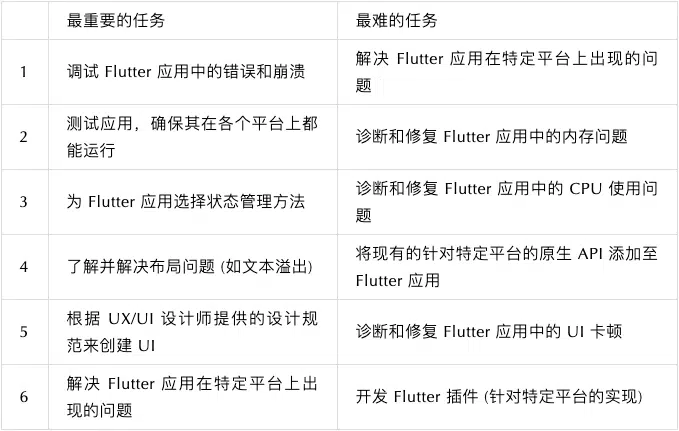 最重要的任务 最难的任务
1 调试 Flutter 应用中的错误和崩溃 解决 Flutter 应用在特定平台上出现的问
题
2 测试应用，确保其在各个平台上都
能运行 诊断和修复 Flutter 应用中的内存问题
3 为 Flutter 应用选择状态管理方法 诊断和修复 Flutter 应用中的 CPU 使用问
题
4 了解并解决布局问题 (如文本溢出) 将现有的针对特定平台的原生 API 添加至
Flutter 应用
5 根据 UX/UI 设计师提供的设计规
范来创建 UI 诊断和修复 Flutter 应用中的 UI 卡顿
6 解决 Flutter 应用在特定平台上出
现的问题 开发 Flutter 插件 (针对特定平台的实现)